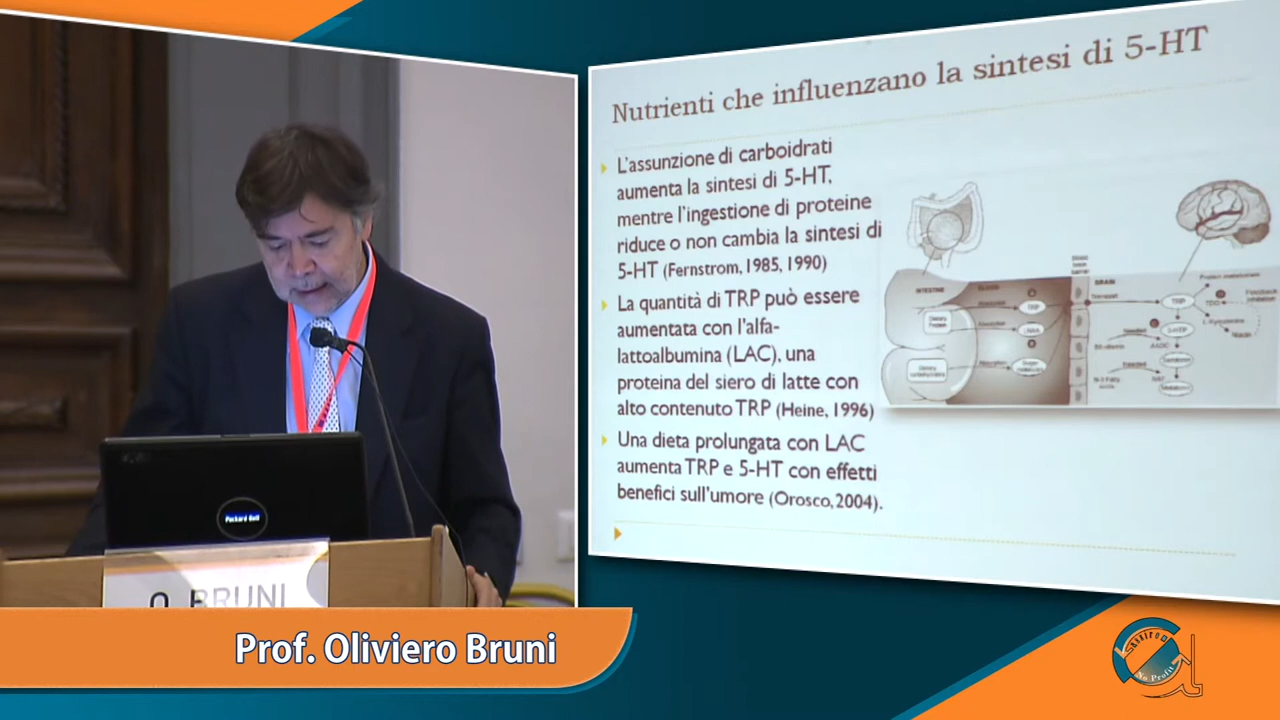 Nutrienti che influenzano la sintesi di 5-HT
L'assunzione di carboidrati
aumenta la sintesi di 5-HT,
mentre l'ingestione di proteine
riduce o non cambia la sintesi di
5-HT (Fernstrom, 1985, 1990)
La quantità di TRP può essere
aumentata con l'alfa-
lattoalbumina (LAC), una
proteina del siero di latte con
alto contenuto TRP (Heine, 1996)
Una dieta prolungata con LAC
aumenta TRP e 5-HT con effetti
benefici sull'umore (Orosco, 2004).
INTESTINE
BRAIN
Dietary
Protein
Dietary
TRP
Packard Bell
O. BRUNI
Prof. Oliviero Bruni
No Profit